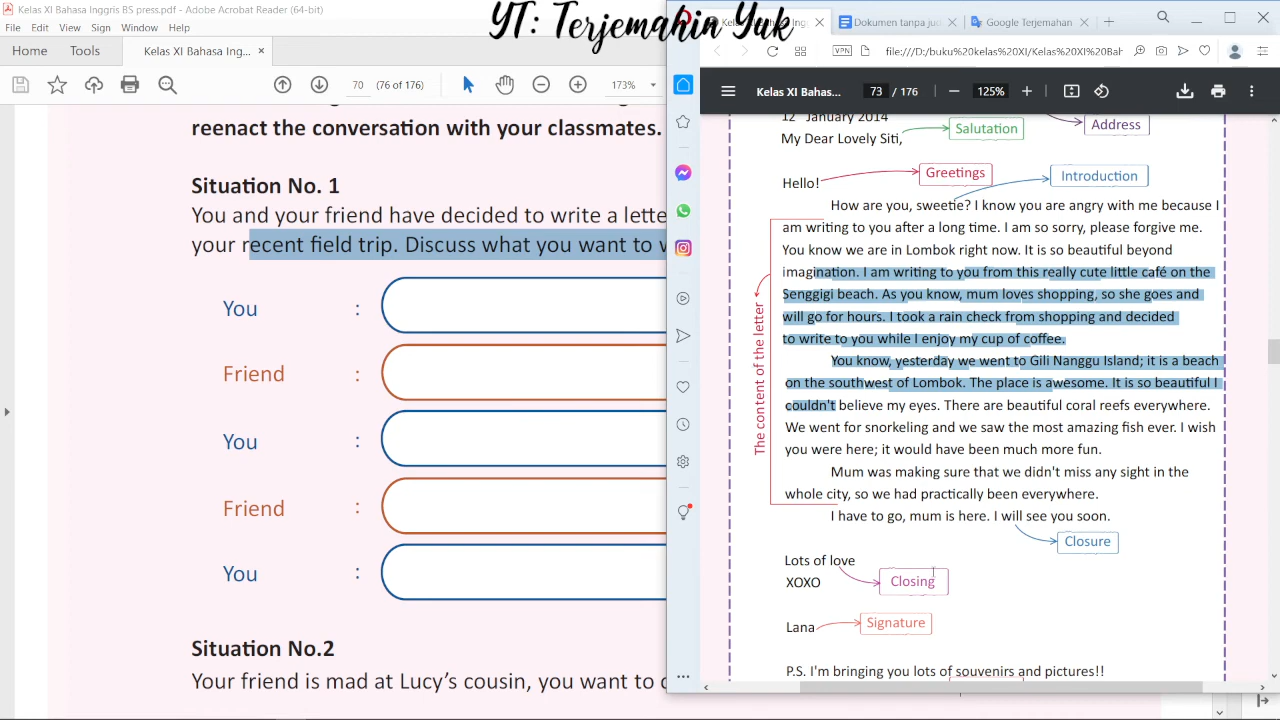 Kelas XI Bahasa Inggris BS press.pdf - Adobe Acrobat Reader (64-bit)
File
View Sign Window Help
YT: Terjemahin Yuk
Home Tools Kelas XI Bahasa Ing... ×
70 (76 of 176) 173%
reenact the conversation with your classmates.
Situation No. 1
You and your friend have decided to write a lette
your recent field trip. Discuss what you want to
You :
Friend :
You :
Friend :
You :
Situation No.2
Your friend is mad at Lucy's cousin, you want to
Dokumen tanpa jud
Google Terjemahan
VPN file:///D:/buku%20kelas%20XI/Kelas%20XI%20Bah
Kelas XI Bahas... 73 / 176 125%
12 January 2014
Address
My Dear Lovely Siti,
Salutation
Hello!
Greetings
Introduction
How are you, sweetie? I know you are angry with me because I
am writing to you after a long time. I am so sorry, please forgive me.
You know we are in Lombok right now. It is so beautiful beyond
imagination. I am writing to you from this really cute little café on the
Senggigi beach. As you know, mum loves shopping, so she goes and
will go for hours. I took a rain check from shopping and decided
to write to you while I enjoy my cup of coffee.
You know, yesterday we went to Gili Nanggu Island; it is a beach
on the southwest of Lombok. The place is awesome. It is so beautiful I
couldn't believe my eyes. There are beautiful coral reefs everywhere.
We went for snorkeling and we saw the most amazing fish ever. I wish
you were here; it would have been much more fun.
Mum was making sure that we didn't miss any sight in the
whole city, so we had practically been everywhere.
I have to go, mum is here. I will see you soon.
The content of the letter
Closure
Lots of love
XOXO
Closing
Lana
Signature
P.S. I'm bringing you lots of souvenirs and pictures!!